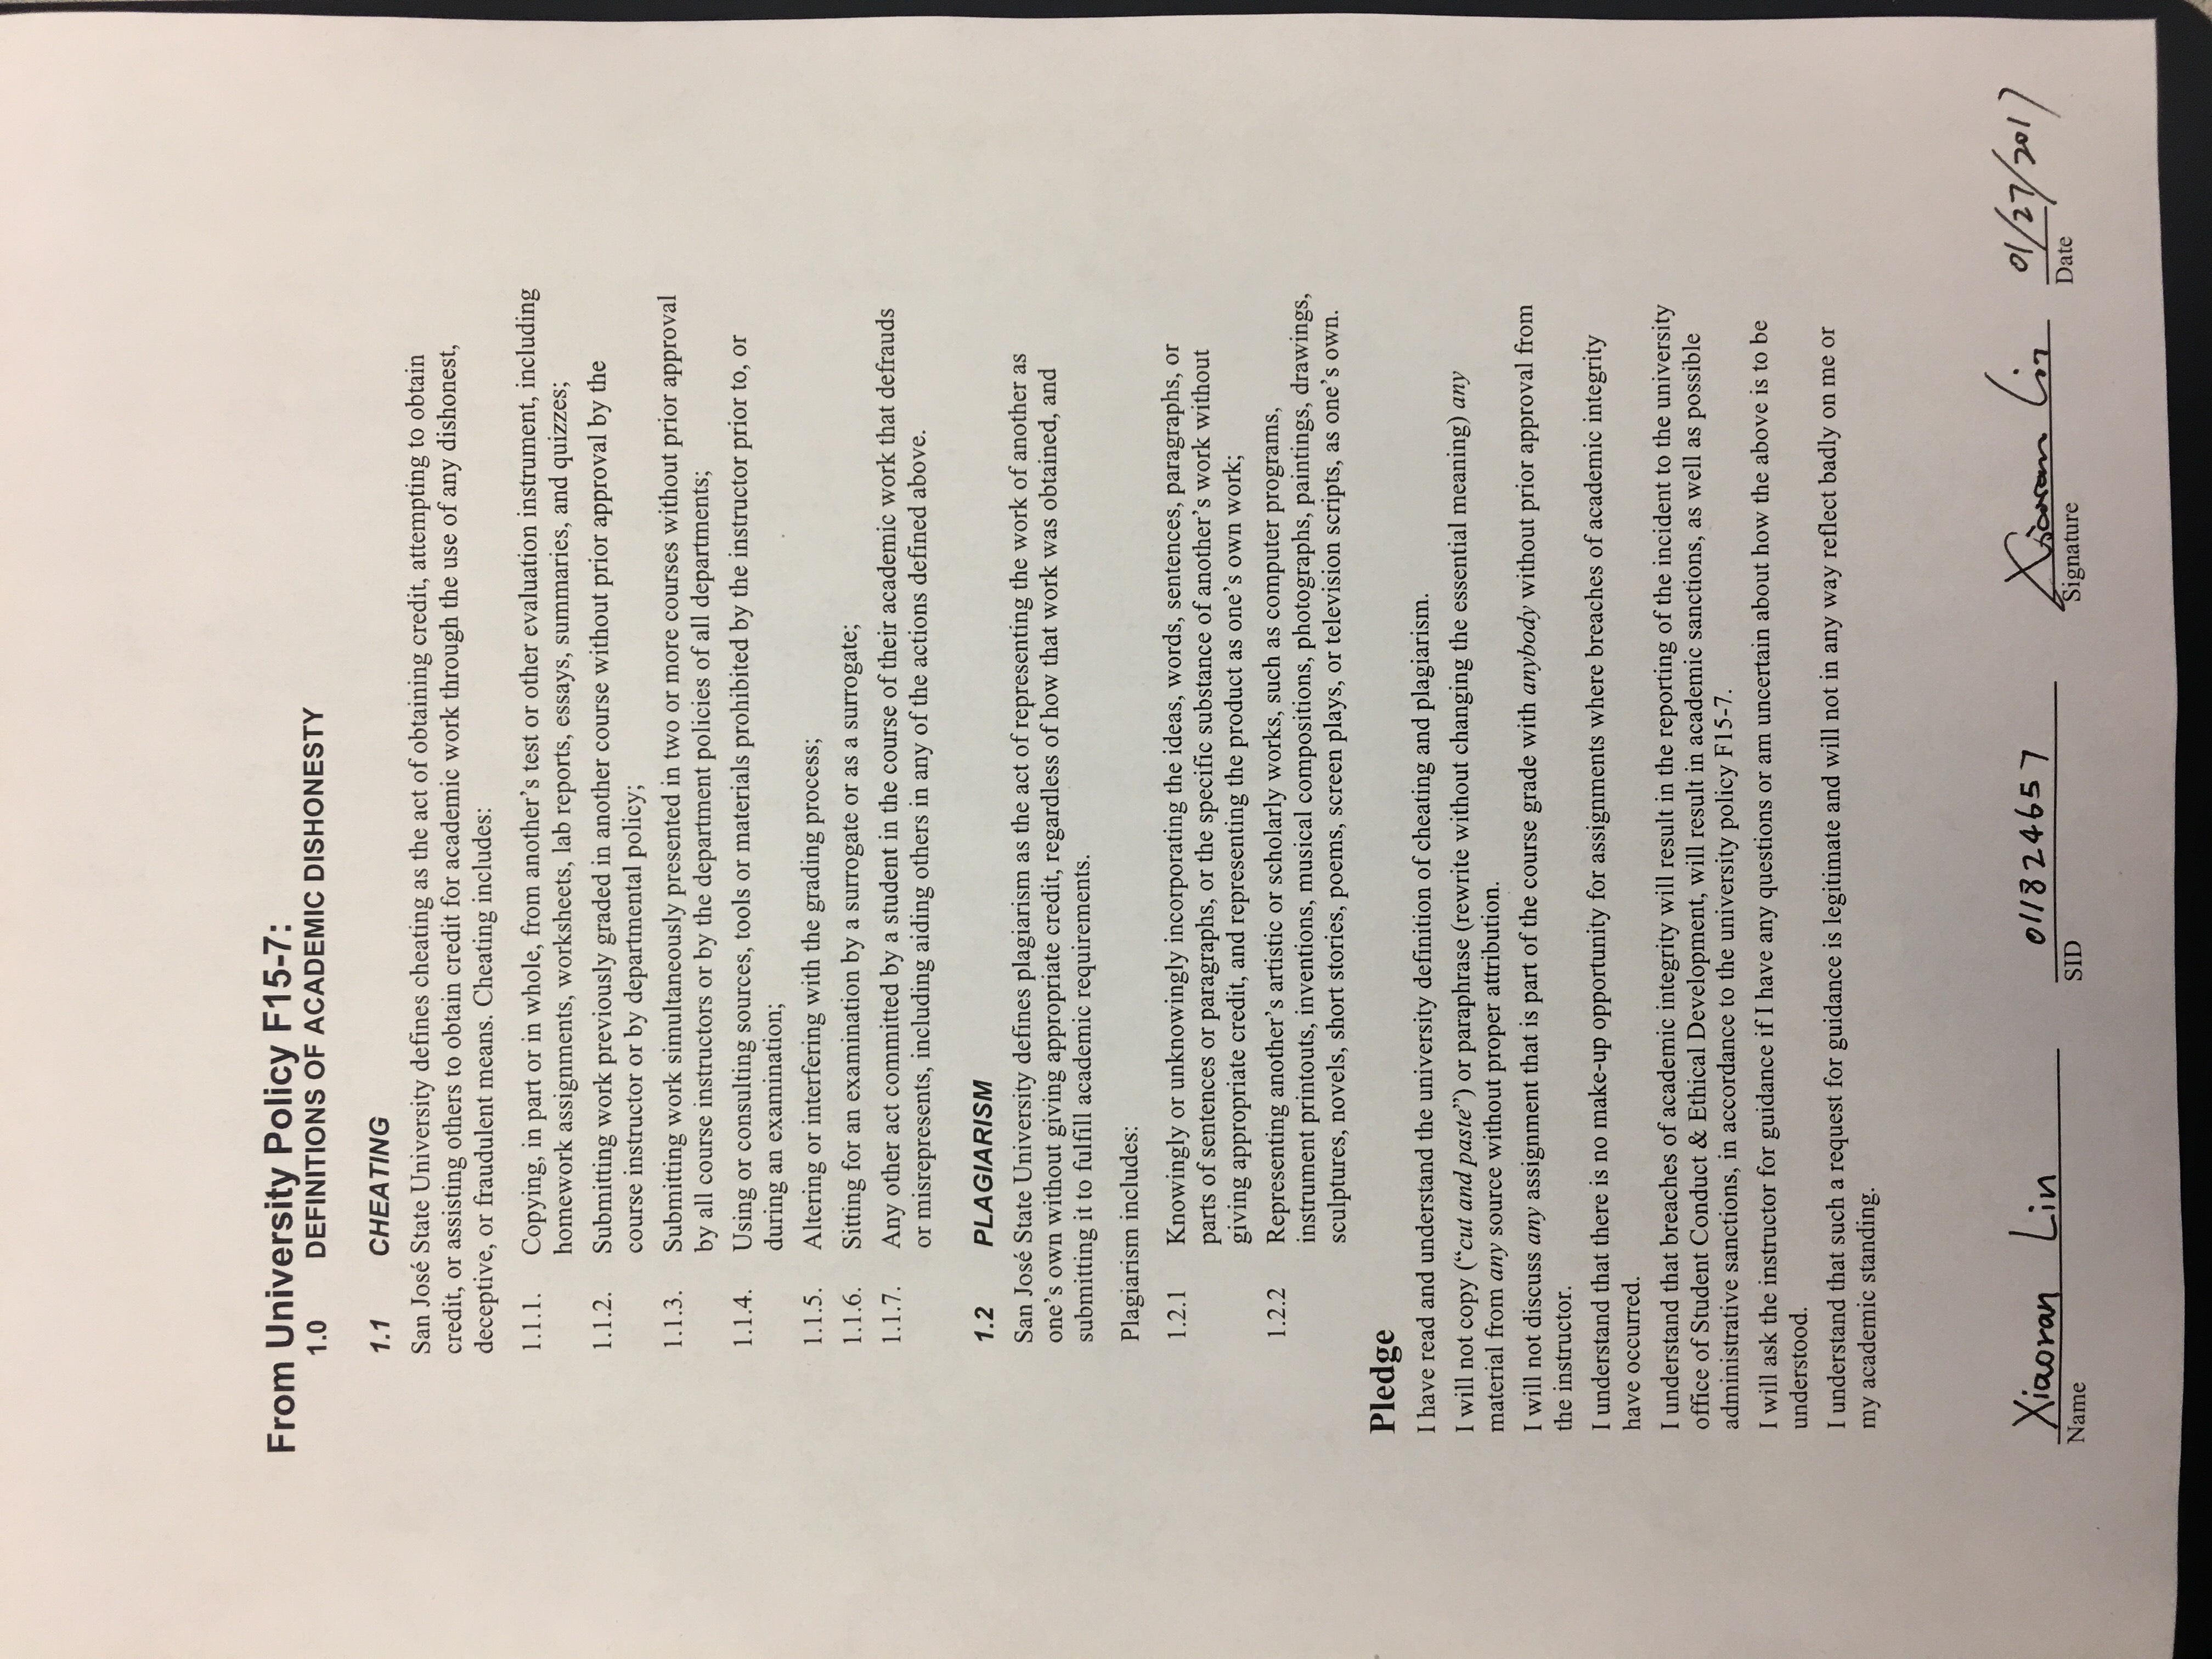 From University Policy F15-7:
1.0 DEFINITIONS OF ACADEMIC DISHONESTY
1.1 CHEATING
San José State University defines cheating as the act of obtaining credit, attempting to obtain
credit, or assisting others to obtain credit for academic work through the use of any dishonest,
deceptive, or fraudulent means. Cheating includes:
1.1.1. Copying, in part or in whole, from another’s test or other evaluation instrument, including
homework assignments, worksheets, lab reports, essays, summaries, and quizzes;
1.1.2. Submitting work previously graded in another course without prior approval by the
course instructor or by departmental policy;
1.1.3. Submitting work simultaneously presented in two or more courses without prior approval
by all course instructors or by the department policies of all departments;
1.1.4. Using or consulting sources, tools or materials prohibited by the instructor prior to, or
during an examination;
1.1.5. Altering or interfering with the grading process;
1.1.6. Sitting for an examination by a surrogate or as a surrogate;
1.1.7. Any other act committed by a student in the course of their academic work that defrauds
or misrepresents, including aiding others in any of the actions defined above.
1.2 PLAGIARISM
San José State University defines plagiarism as the act of representing the work of another as
one’s own without giving appropriate credit, regardless of how that work was obtained, and
submitting it to fulfill academic requirements.
Plagiarism includes:
1.2.1 Knowingly or unknowingly incorporating the ideas, words, sentences, paragraphs, or
parts of sentences or paragraphs, or the specific substance of another’s work without
giving appropriate credit, and representing the product as one’s own work;
1.2.2 Representing another’s artistic or scholarly works, such as computer programs,
instrument printouts, inventions, musical compositions, photographs, paintings, drawings,
sculptures, novels, short stories, poems, screen plays, or television scripts, as one’s own.
Pledge
I have read and understand the university definition of cheating and plagiarism.
I will not copy (“cut and paste”) or paraphrase (rewrite without changing the essential meaning) any
material from any source without proper attribution.
I will not discuss any assignment that is part of the course grade with anybody without prior approval from
the instructor.
I understand that there is no make-up opportunity for assignments where breaches of academic integrity
have occurred.
I understand that breaches of academic integrity will result in the reporting of the incident to the university
office of Student Conduct & Ethical Development, will result in academic sanctions, as well as possible
administrative sanctions, in accordance to the university policy F15-7.
I will ask the instructor for guidance if I have any questions or am uncertain about how the above is to be
understood.
I understand that such a request for guidance is legitimate and will not in any way reflect badly on me or
my academic standing.
Xiaoran Lin 011824657 Xiaoran Lin 01/27/2017
Name SID Signature Date